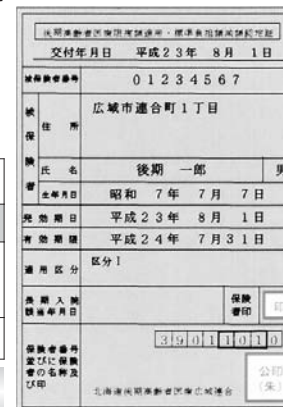 後期高齢者医療限度額適用・標準負担額減額認定証
交付年月日 平成23年 8月 1日
被保険者番号 01234567
被保険者
住所 広域市連合町1丁目
氏名 後期 一郎 男
生年月日 昭和 7年 7月 7日
発効期日 平成23年 8月 1日
有効期限 平成24年 7月31日
適用区分 区分Ⅰ
長期入院該当年月日 保険者印 印
保険者番号並びに保険者の名称及び印
39011010
北海道後期高齢者医療広域連合
公印(朱)